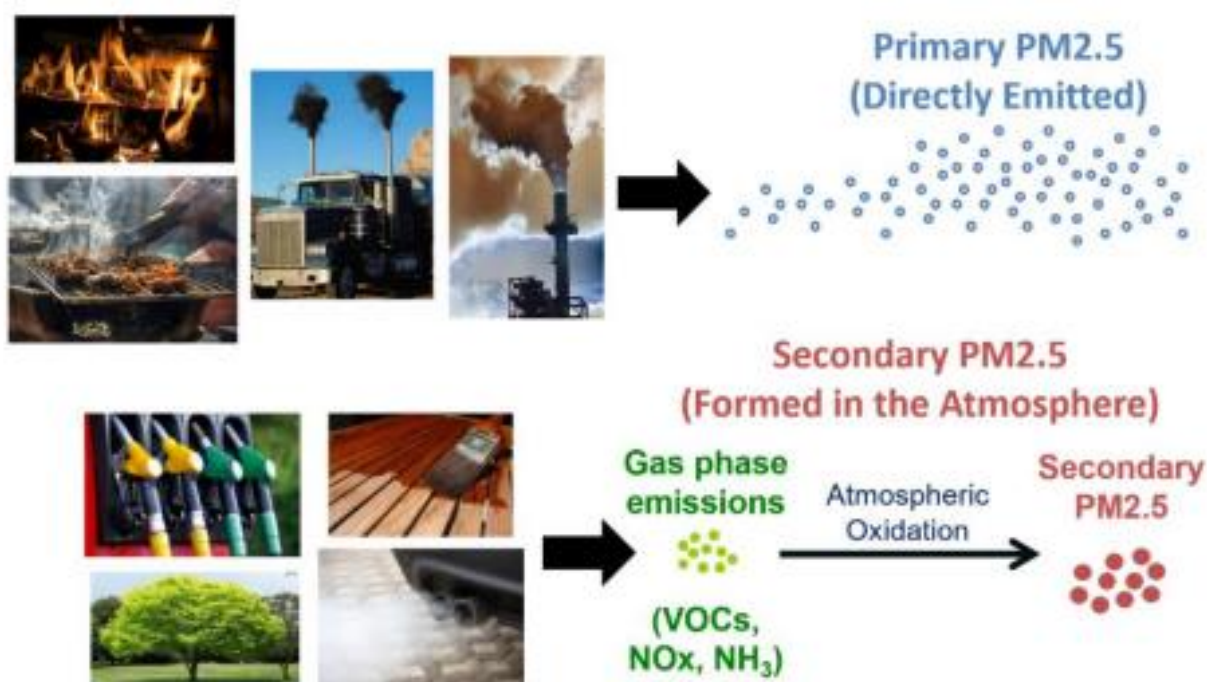 Primary PM2.5
(Directly Emitted)
Secondary PM2.5
(Formed in the Atmosphere)
Gas phase
emissions
Atmospheric
Oxidation
Secondary
PM2.5
(VOCs,
NOx, NH₃)